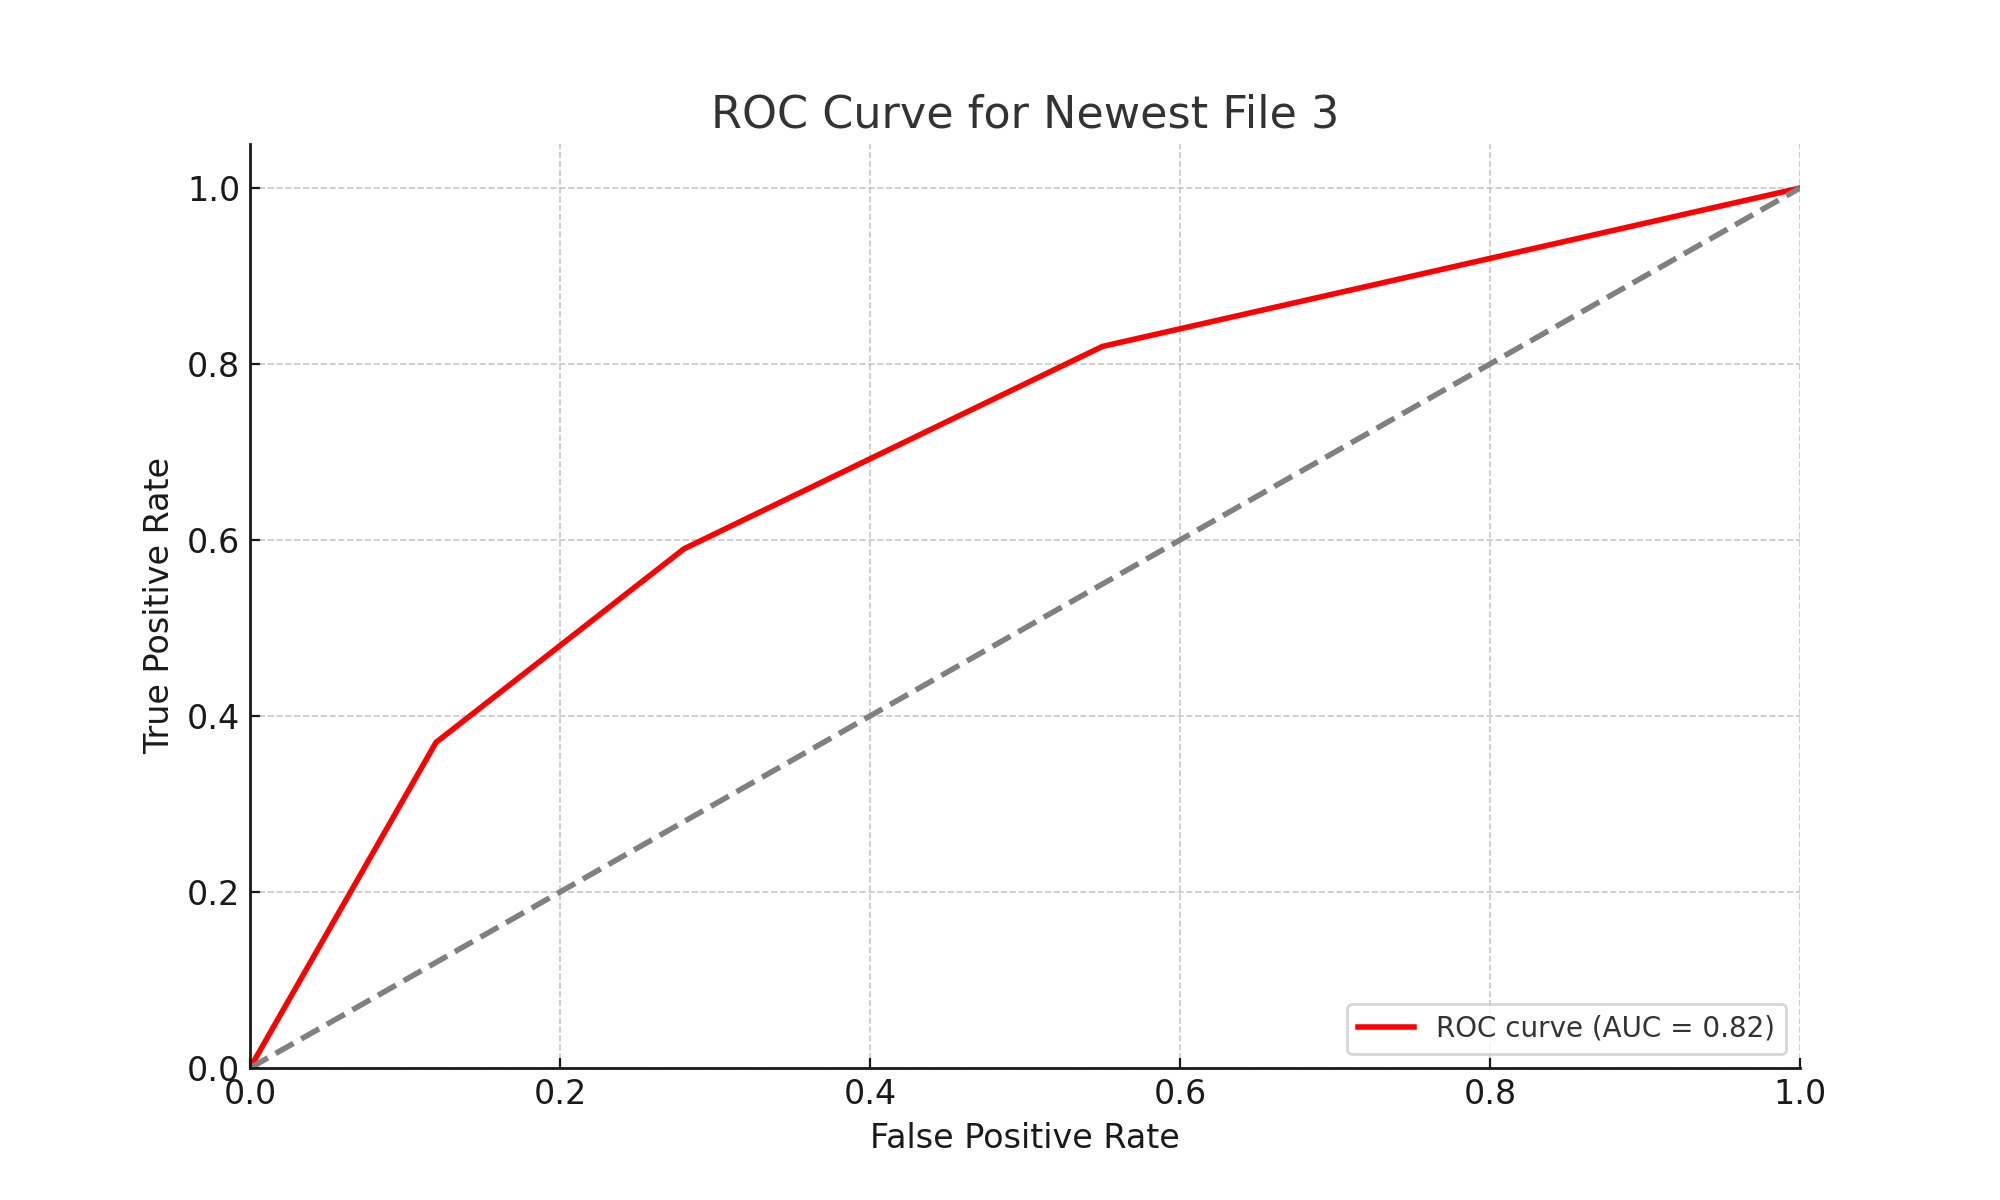 ROC Curve for Newest File 3
1.0
0.8
0.6
0.4
0.2
0.0
True Positive Rate
ROC curve (AUC = 0.82)
0.0 0.2 0.4 0.6 0.8 1.0
False Positive Rate